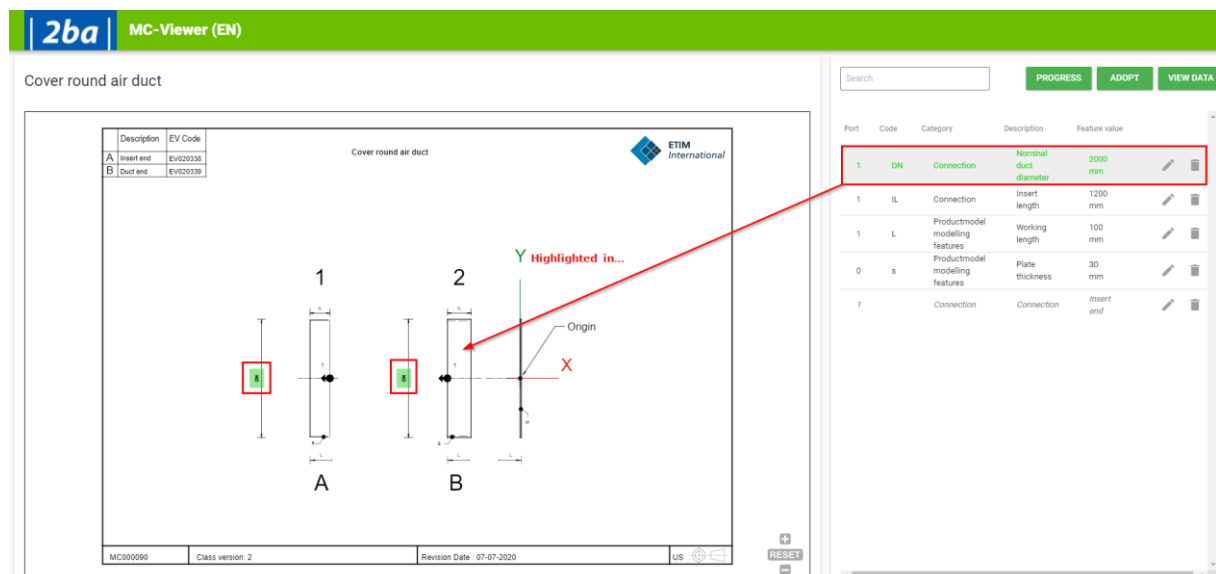 2ba
MC-Viewer (EN)
Cover round air duct
Search
PROGRESS
ADOPT
VIEW DATA
Description EV Code
A Insert end EV020338
B Duct end EV020339
Cover round air duct
ETIM
International
Port Code Category Description Feature value
1 DN Connection Nominal duct diameter 2000 mm
1 IL Connection Insert length 1200 mm
1 L Productmodel modelling features Working length 100 mm
0 s Productmodel modelling features Plate thickness 30 mm
1 Connection Connection Insert end
Y Highlighted in...
1 2
Origin
X
DN 1 DN 1
L L L
A B
MC000090 Class version: 2 Revision Date : 07-07-2020 US
RESET